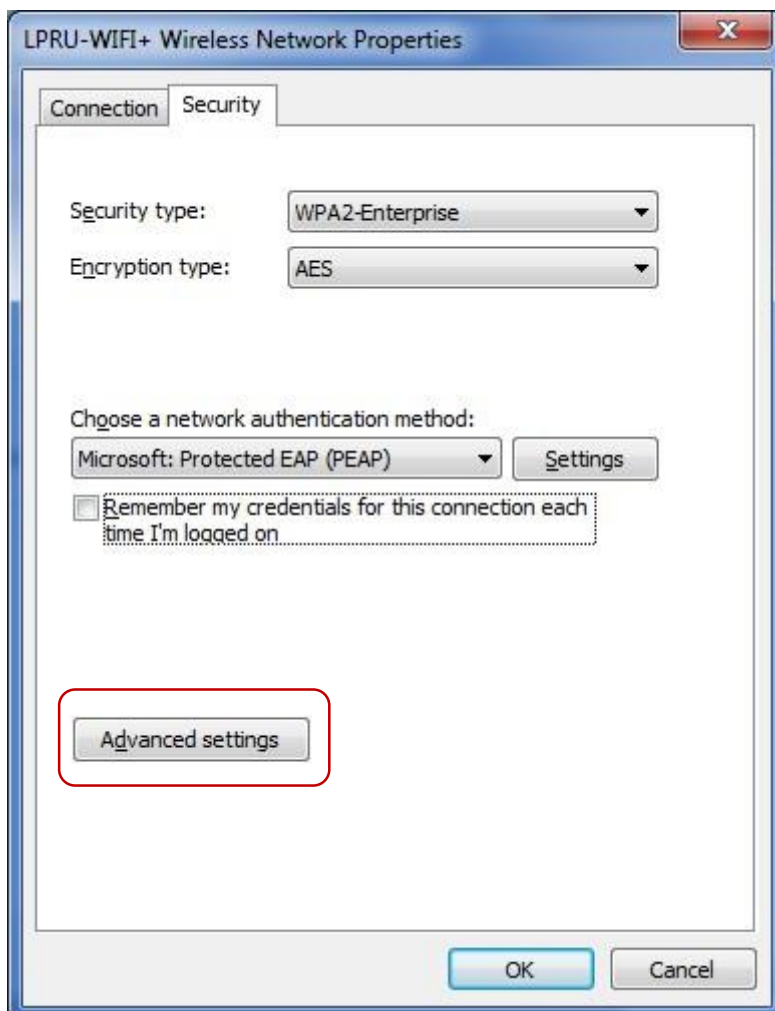 LPRU-WIFI+ Wireless Network Properties
Connection Security
Security type: WPA2-Enterprise
Encryption type: AES
Choose a network authentication method:
Microsoft: Protected EAP (PEAP) Settings
Remember my credentials for this connection each
time I'm logged on
Advanced settings
OK Cancel